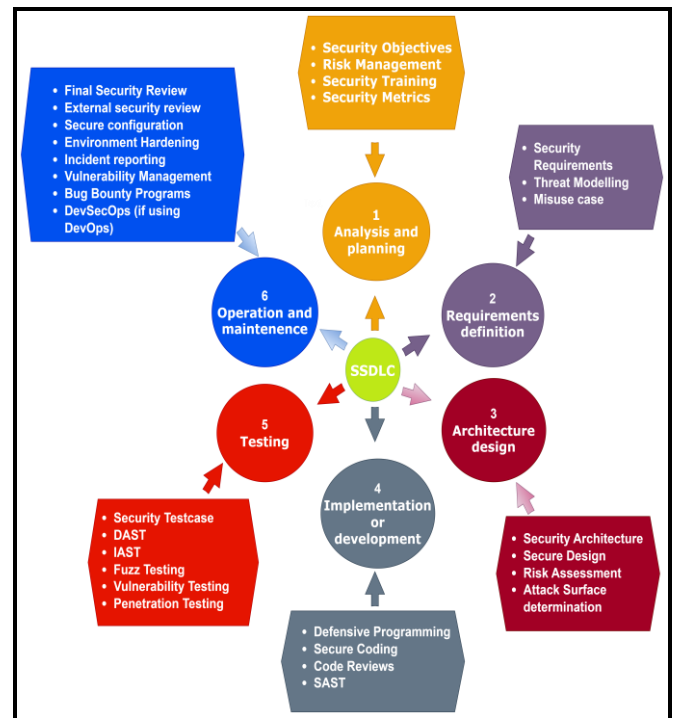 • Security Objectives
• Risk Management
• Security Training
• Security Metrics
1
Analysis and
planning
• Security
Requirements
• Threat Modelling
• Misuse case
2
Requirements
definition
3
Architecture
design
• Security Architecture
• Secure Design
• Risk Assessment
• Attack Surface
determination
4
Implementation
or
development
• Defensive Programming
• Secure Coding
• Code Reviews
• SAST
5
Testing
• Security Testcase
• DAST
• IAST
• Fuzz Testing
• Vulnerability Testing
• Penetration Testing
6
Operation and
maintenence
• Final Security Review
• External security review
• Secure configuration
• Environment Hardening
• Incident reporting
• Vulnerability Management
• Bug Bounty Programs
• DevSecOps (if using
DevOps)
SSDLC